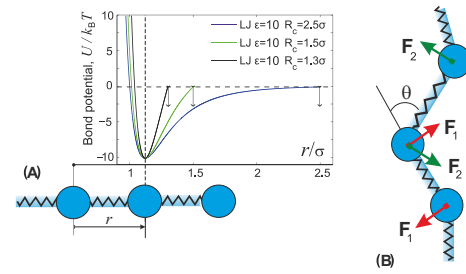 LJ ε=10 R_c=2.5σ
LJ ε=10 R_c=1.5σ
LJ ε=10 R_c=1.3σ
Bond potential, U/k_BT
10
5
0
-5
-10
1 1.5 2 2.5
r/σ
(A)
r
F_2
θ
F_1
F_2
F_1
(B)